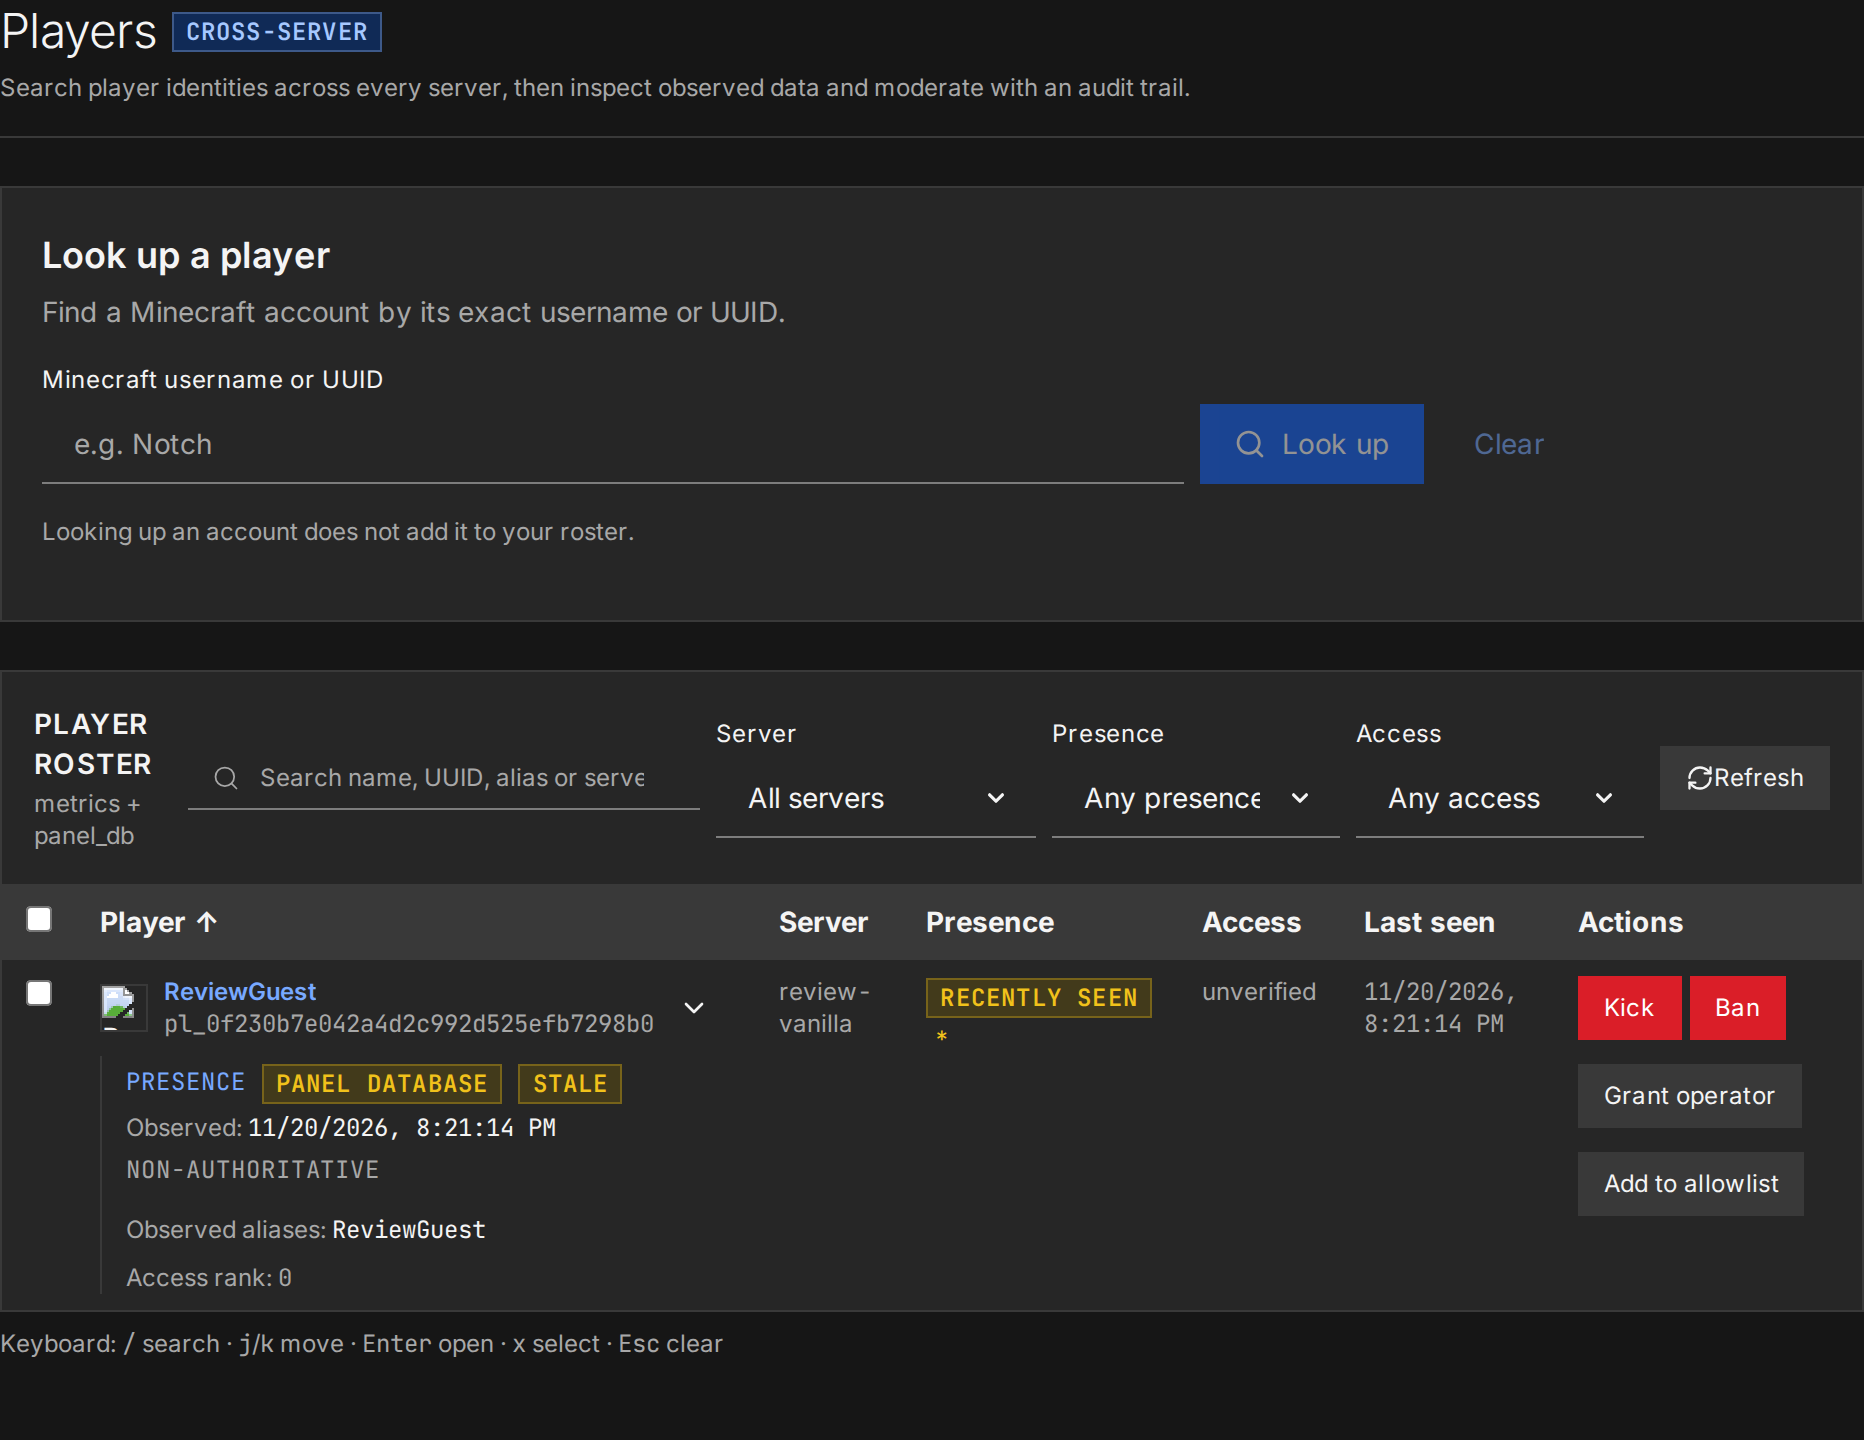 Players CROSS-SERVER
Search player identities across every server, then inspect observed data and moderate with an audit trail.
Look up a player
Find a Minecraft account by its exact username or UUID.
Minecraft username or UUID
e.g. Notch
Look up
Clear
Looking up an account does not add it to your roster.
PLAYER
ROSTER
metrics +
panel_db
Search name, UUID, alias or serve
Server
All servers
Presence
Any presence
Access
Any access
Refresh
Player ↑ Server Presence Access Last seen Actions
ReviewGuest
pl_0f230b7e042a4d2c992d525efb7298b0
review-
vanilla
RECENTLY SEEN
*
unverified
11/20/2026,
8:21:14 PM
Kick
Ban
Grant operator
Add to allowlist
PRESENCE PANEL DATABASE STALE
Observed: 11/20/2026, 8:21:14 PM
NON-AUTHORITATIVE
Observed aliases: ReviewGuest
Access rank: 0
Keyboard: / search · j/k move · Enter open · x select · Esc clear